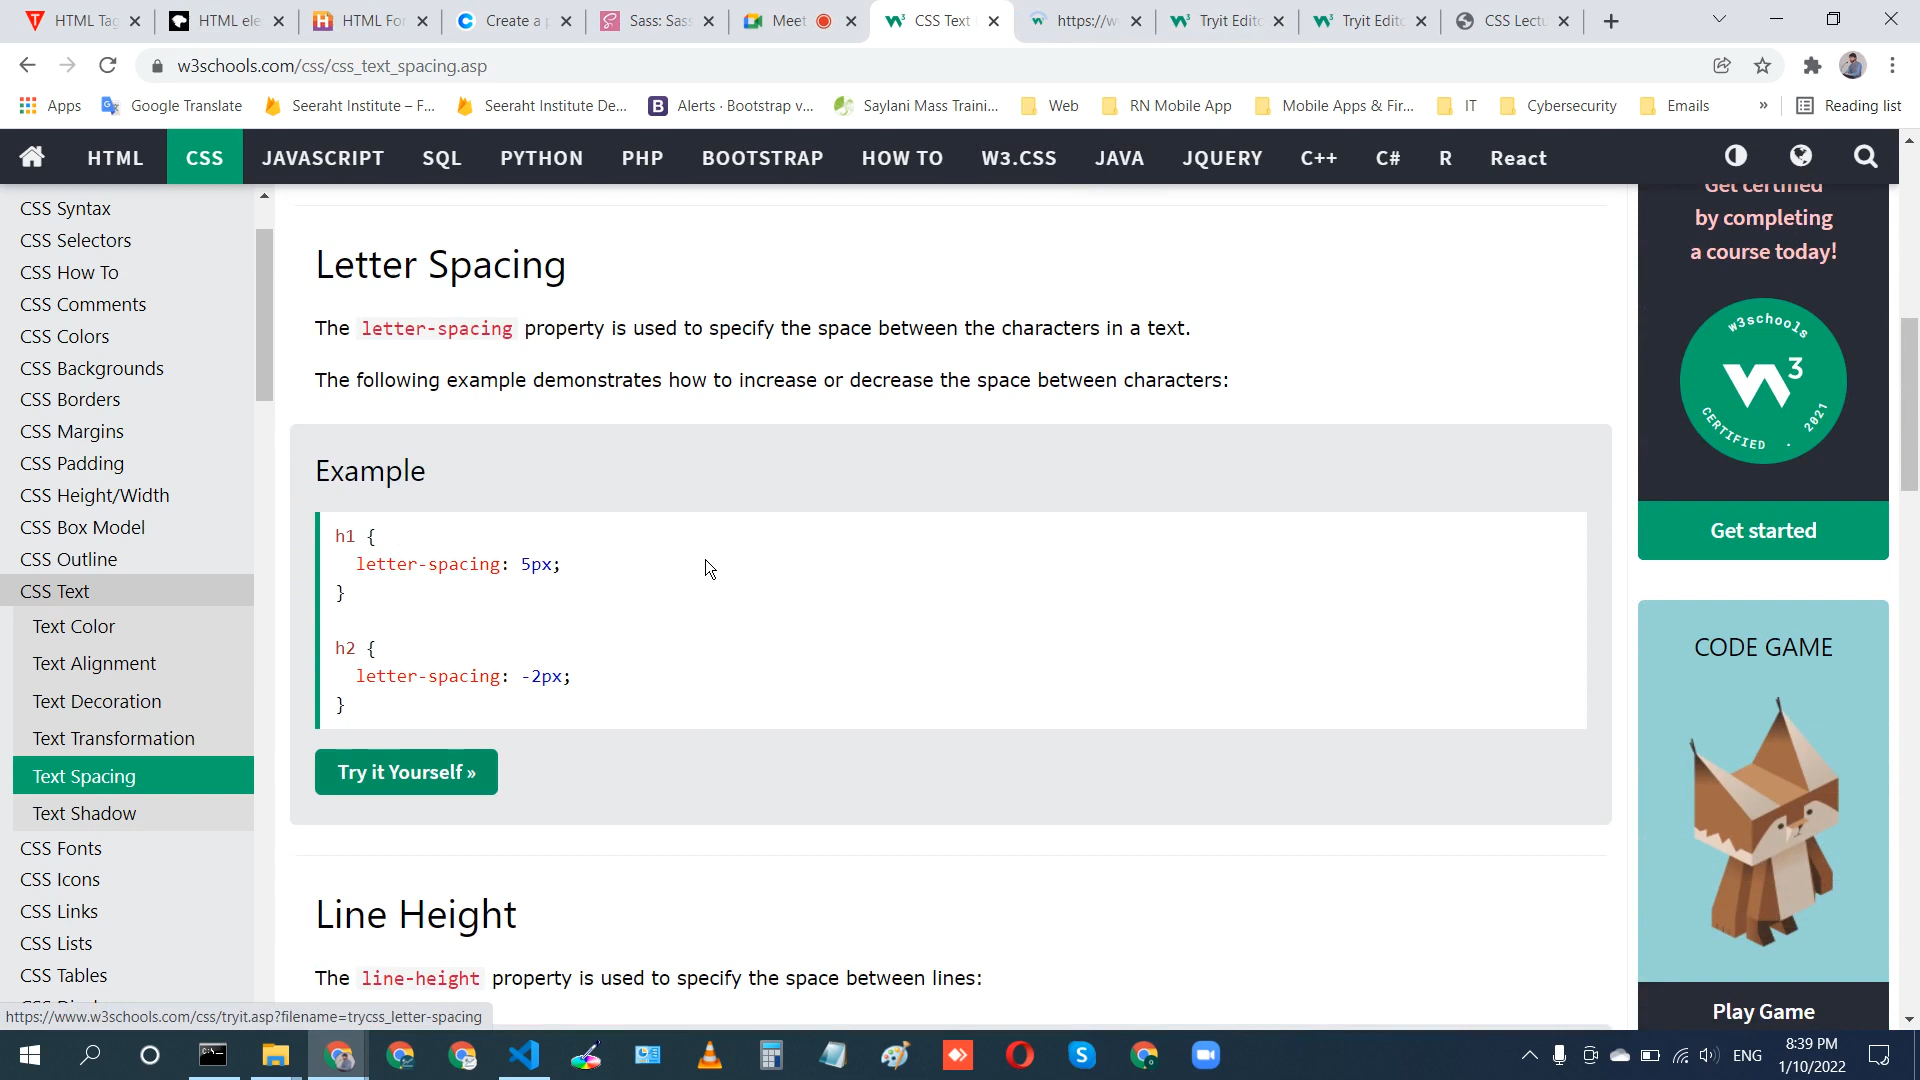 HTML Tag
HTML ele
HTML For
Create a p
Sass: Sass
Meet
CSS Text
https://w
Tryit Edito
Tryit Edito
CSS Lectu
w3schools.com/css/css_text_spacing.asp
Apps
Google Translate
Seeraht Institute – F...
Seeraht Institute De...
Alerts · Bootstrap v...
Saylani Mass Traini...
Web
RN Mobile App
Mobile Apps & Fir...
IT
Cybersecurity
Emails
»
Reading list
HTML
CSS
JAVASCRIPT
SQL
PYTHON
PHP
BOOTSTRAP
HOW TO
W3.CSS
JAVA
JQUERY
C++
C#
R
React
CSS Syntax
CSS Selectors
CSS How To
CSS Comments
CSS Colors
CSS Backgrounds
CSS Borders
CSS Margins
CSS Padding
CSS Height/Width
CSS Box Model
CSS Outline
CSS Text
Text Color
Text Alignment
Text Decoration
Text Transformation
Text Spacing
Text Shadow
CSS Fonts
CSS Icons
CSS Links
CSS Lists
CSS Tables
Letter Spacing
The letter-spacing property is used to specify the space between the characters in a text.
The following example demonstrates how to increase or decrease the space between characters:
Example
h1 {
letter-spacing: 5px;
}
h2 {
letter-spacing: -2px;
}
Try it Yourself »
Line Height
The line-height property is used to specify the space between lines:
Get certified
by completing
a course today!
w3schools
W3
CERTIFIED · 2021
Get started
CODE GAME
Play Game
https://www.w3schools.com/css/tryit.asp?filename=trycss_letter-spacing
ENG
8:39 PM
1/10/2022